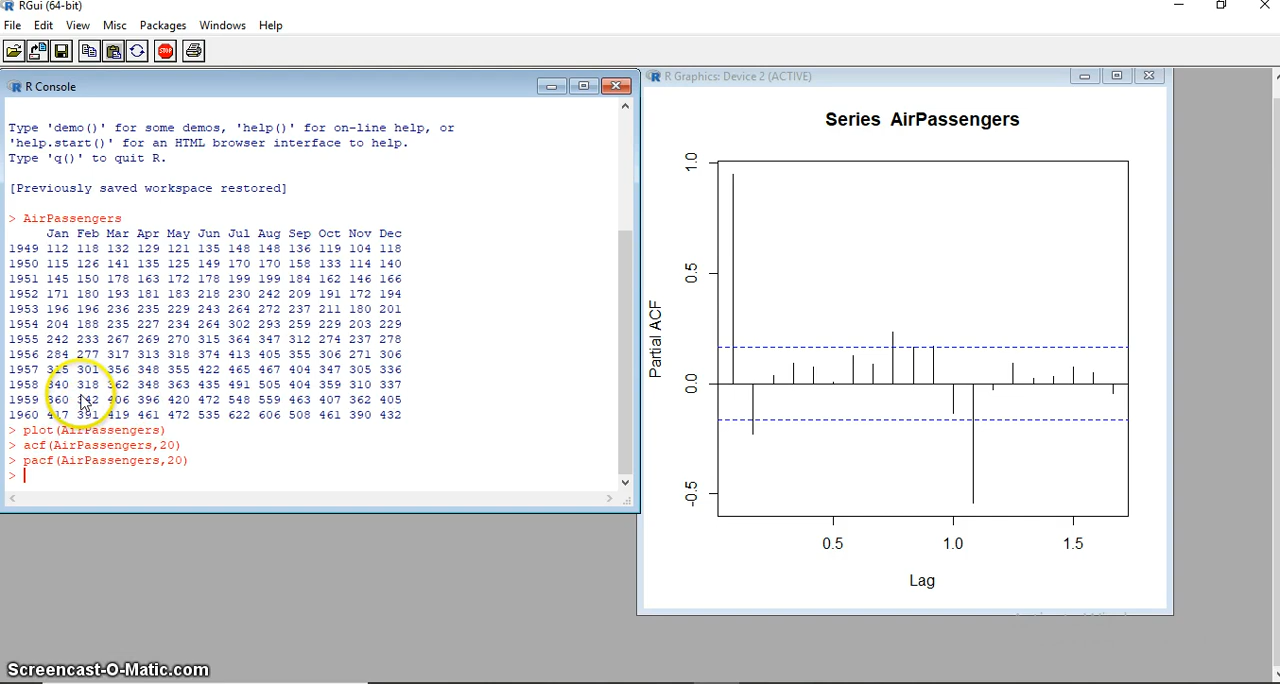 RGui (64-bit)
File Edit View Misc Packages Windows Help
STOP
R Console
Type 'demo()' for some demos, 'help()' for on-line help, or
'help.start()' for an HTML browser interface to help.
Type 'q()' to quit R.
[Previously saved workspace restored]
> AirPassengers
Jan Feb Mar Apr May Jun Jul Aug Sep Oct Nov Dec
1949 112 118 132 129 121 135 148 148 136 119 104 118
1950 115 126 141 135 125 149 170 170 158 133 114 140
1951 145 150 178 163 172 178 199 199 184 162 146 166
1952 171 180 193 181 183 218 230 242 209 191 172 194
1953 196 196 236 235 229 243 264 272 237 211 180 201
1954 204 188 235 227 234 264 302 293 259 229 203 229
1955 242 233 267 269 270 315 364 347 312 274 237 278
1956 284 277 317 313 318 374 413 405 355 306 271 306
1957 315 301 356 348 355 422 465 467 404 347 305 336
1958 340 318 362 348 363 435 491 505 404 359 310 337
1959 360 342 406 396 420 472 548 559 463 407 362 405
1960 417 391 419 461 472 535 622 606 508 461 390 432
> plot(AirPassengers)
> acf(AirPassengers,20)
> pacf(AirPassengers,20)
>
R Graphics: Device 2 (ACTIVE)
Series AirPassengers
Partial ACF
1.0
0.5
0.0
-0.5
0.5 1.0 1.5
Lag
Screencast-O-Matic.com